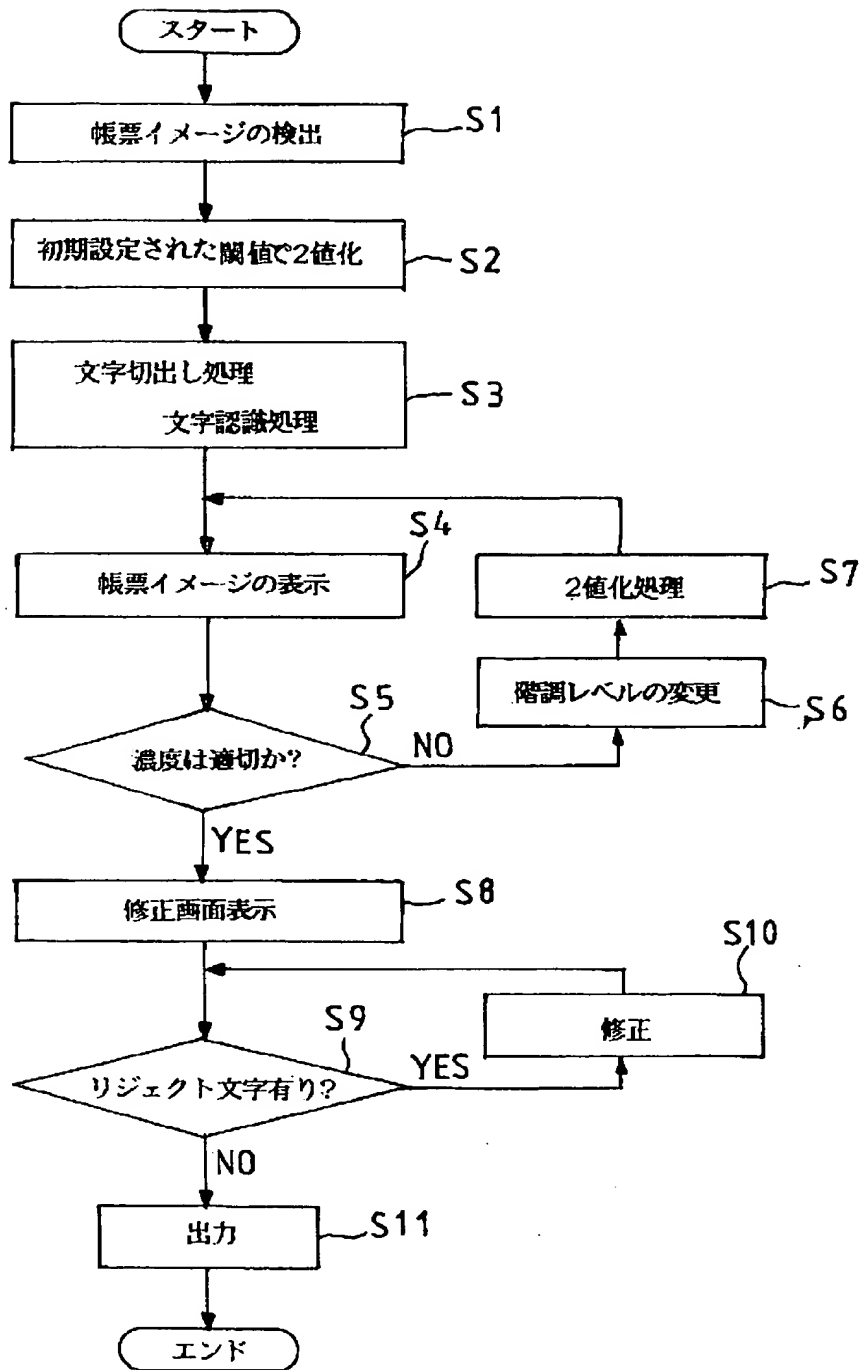 スタート
帳票イメージの検出
S1
初期設定された閾値で2値化
S2
文字切出し処理
文字認識処理
S3
S4
帳票イメージの表示
2値化処理
S7
階調レベルの変更
S6
S5
濃度は適切か?
NO
YES
修正画面表示
S8
S10
修正
S9
リジェクト文字有り?
YES
NO
出力
S11
エンド